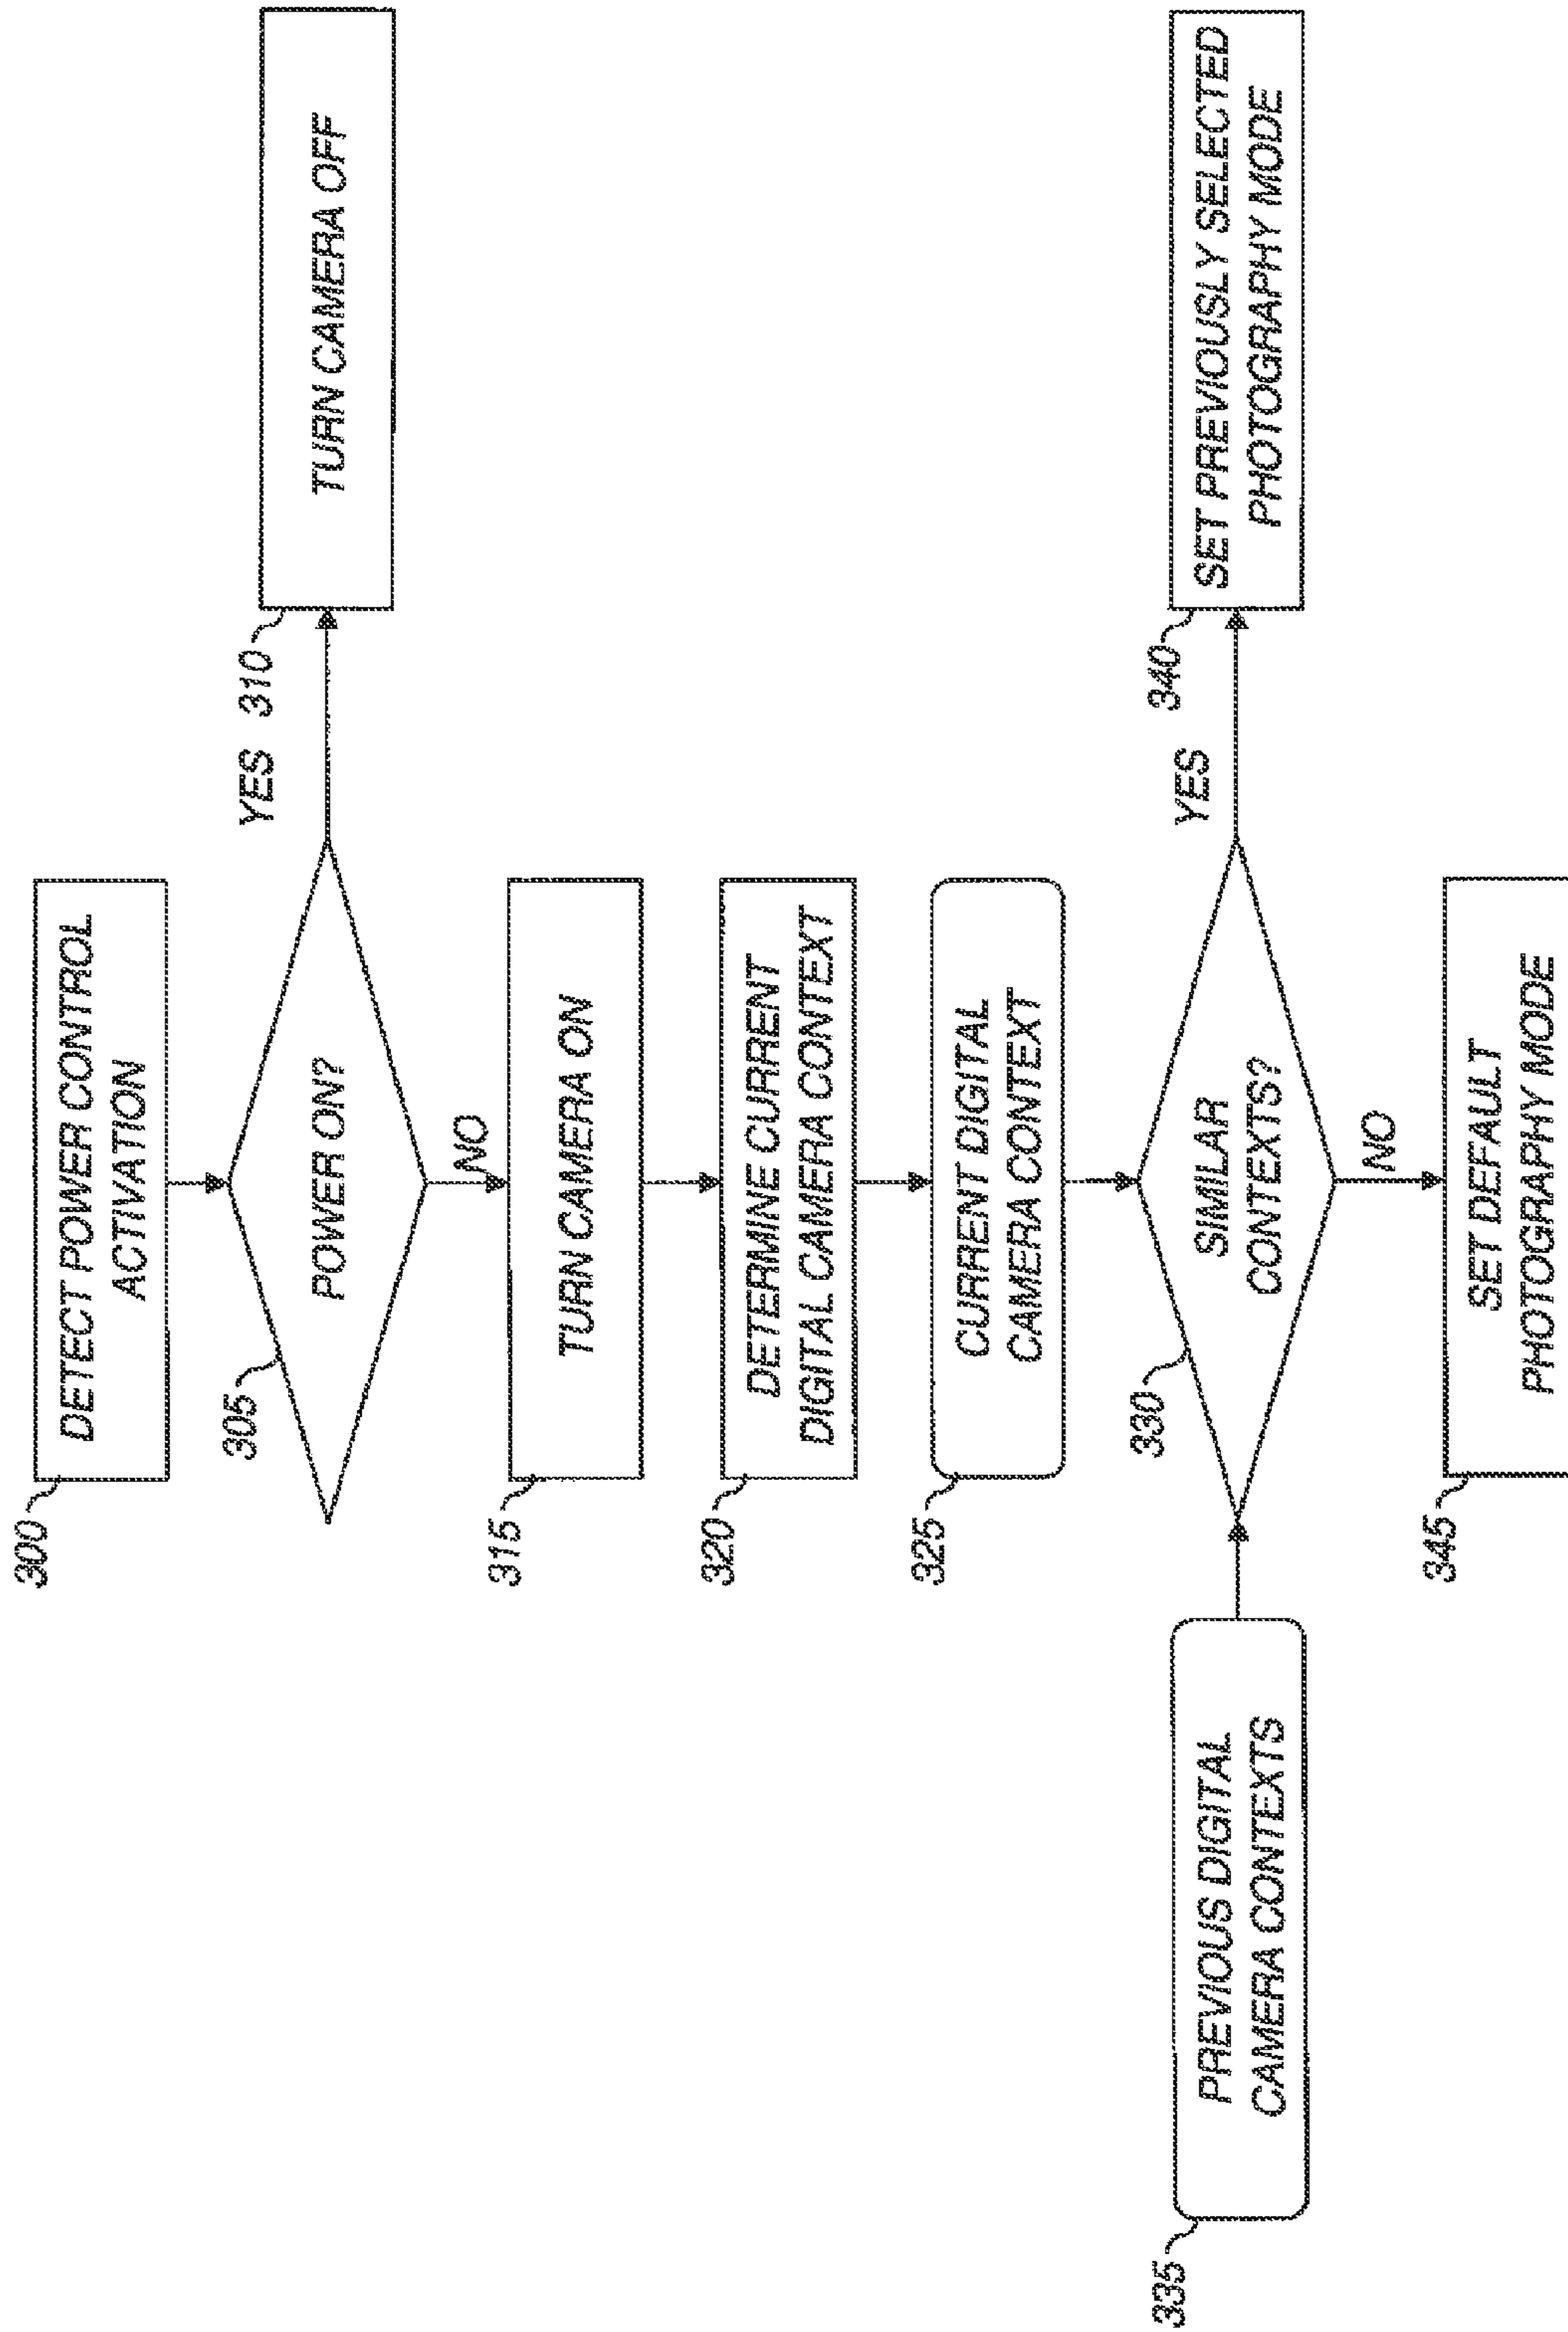 300
DETECT POWER CONTROL
ACTIVATION
305
POWER ON?
YES
310
TURN CAMERA OFF
NO
315
TURN CAMERA ON
320
DETERMINE CURRENT
DIGITAL CAMERA CONTEXT
325
CURRENT DIGITAL
CAMERA CONTEXT
335
PREVIOUS DIGITAL
CAMERA CONTEXTS
330
SIMILAR
CONTEXTS?
YES
340
SET PREVIOUSLY SELECTED
PHOTOGRAPHY MODE
NO
345
SET DEFAULT
PHOTOGRAPHY MODE